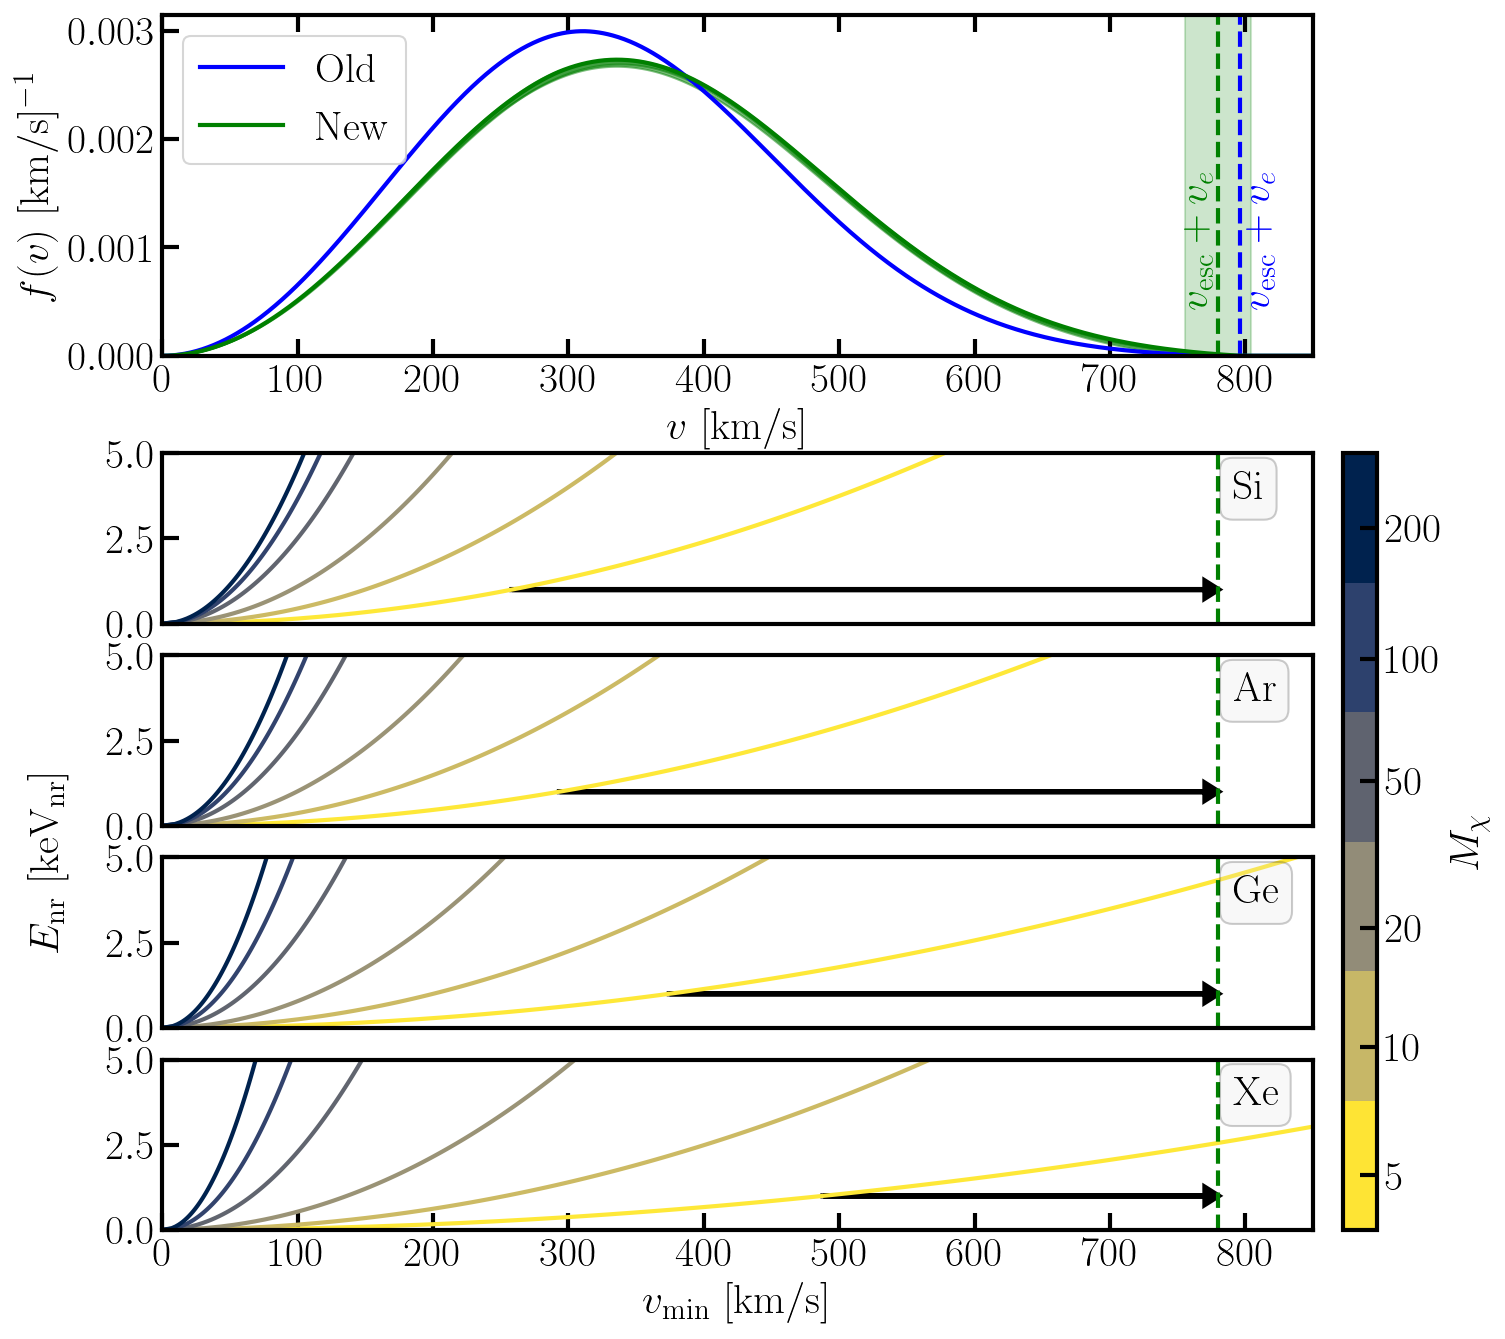 0.003
0.002
0.001
0.000
f(v) [km/s]⁻¹
Old
New
v_esc + v_e
v_esc + v_e
0 100 200 300 400 500 600 700 800
v [km/s]
5.0
2.5
0.0
Si
5.0
2.5
0.0
Ar
5.0
2.5
0.0
Ge
5.0
2.5
0.0
Xe
E_nr [keV_nr]
0 100 200 300 400 500 600 700 800
v_min [km/s]
200
100
50
20
10
5
M_χ